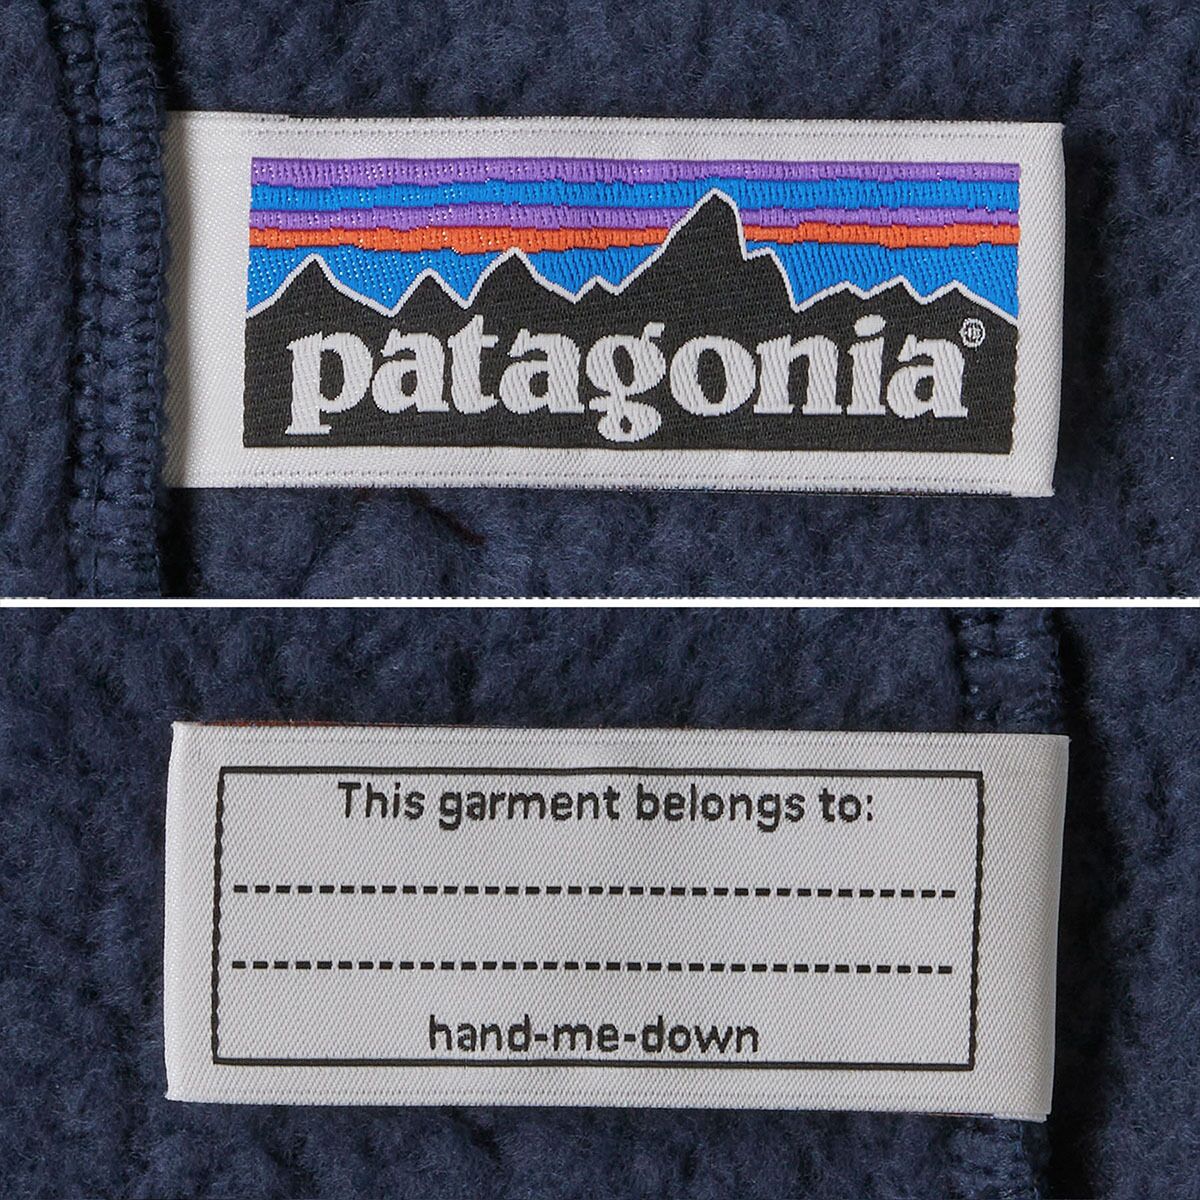 patagonia®
This garment belongs to:
hand-me-down